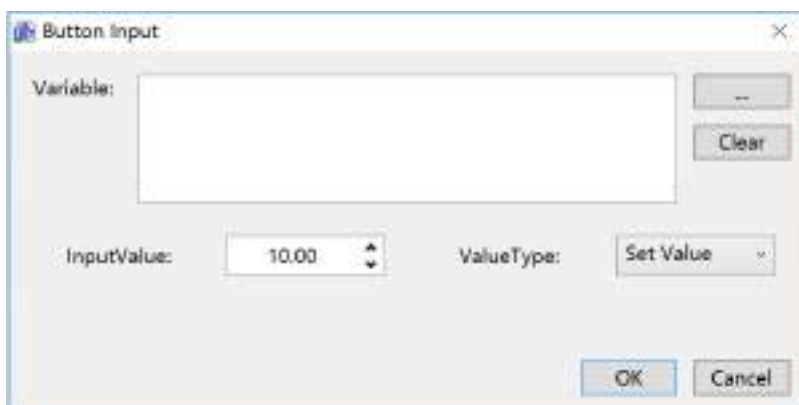 Button Input
Variable:
...
Clear
InputValue: 10.00 ValueType: Set Value
OK Cancel